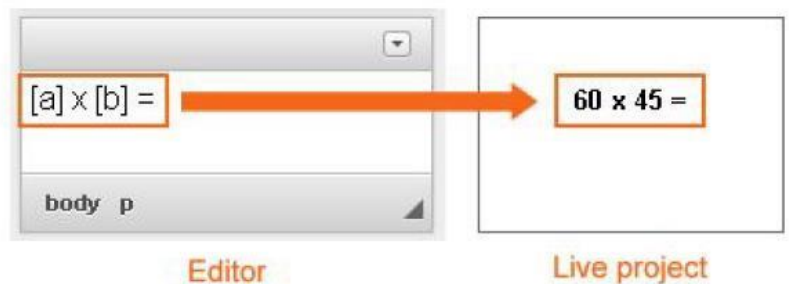 [a] x [b] =
60 x 45 =
body p
Editor
Live project